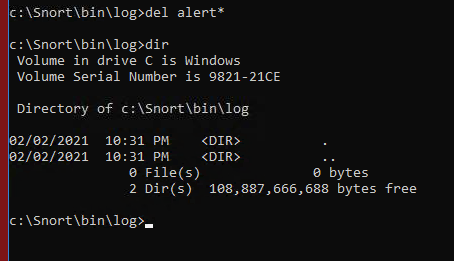 c:\Snort\bin\log>del alert*
c:\Snort\bin\log>dir
Volume in drive C is Windows
Volume Serial Number is 9821-21CE
Directory of c:\Snort\bin\log
02/02/2021 10:31 PM <DIR> .
02/02/2021 10:31 PM <DIR> ..
0 File(s) 0 bytes
2 Dir(s) 108,887,666,688 bytes free
c:\Snort\bin\log>